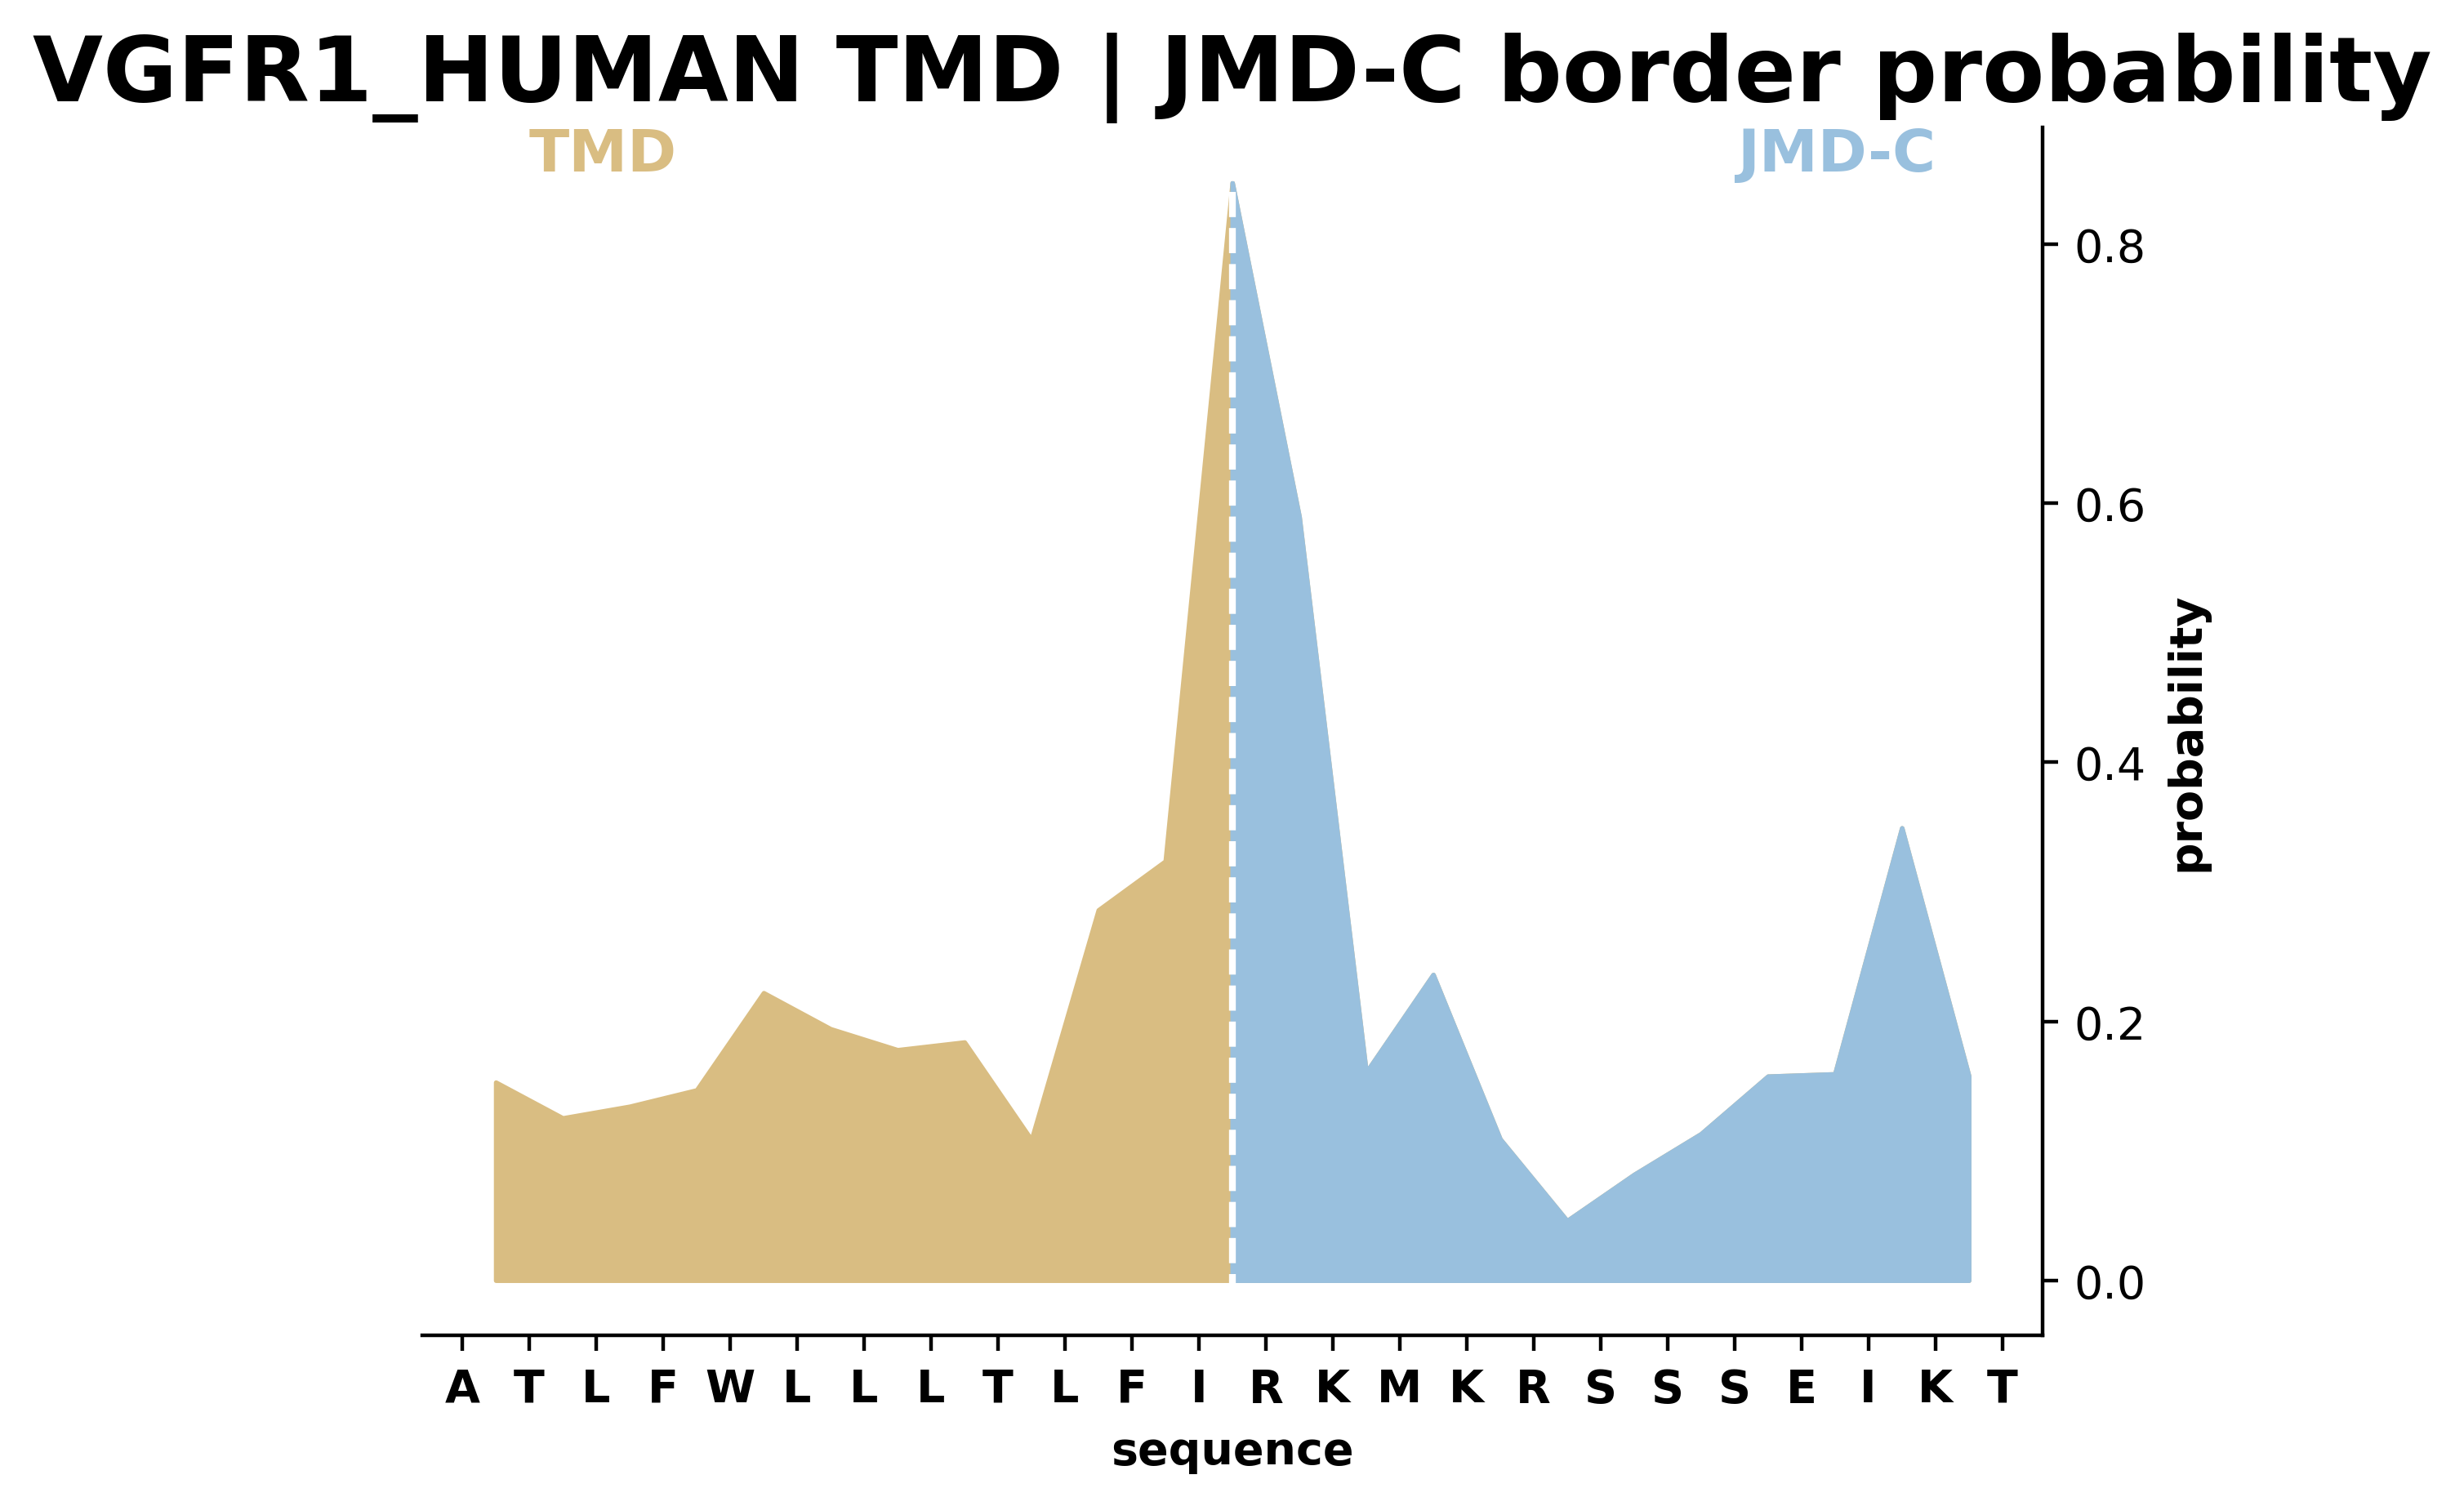 VGFR1_HUMAN TMD | JMD-C border probability
TMD JMD-C
0.8
0.6
0.4
0.2
0.0
probability
A T L F W L L L T L F I R K M K R S S S E I K T
sequence